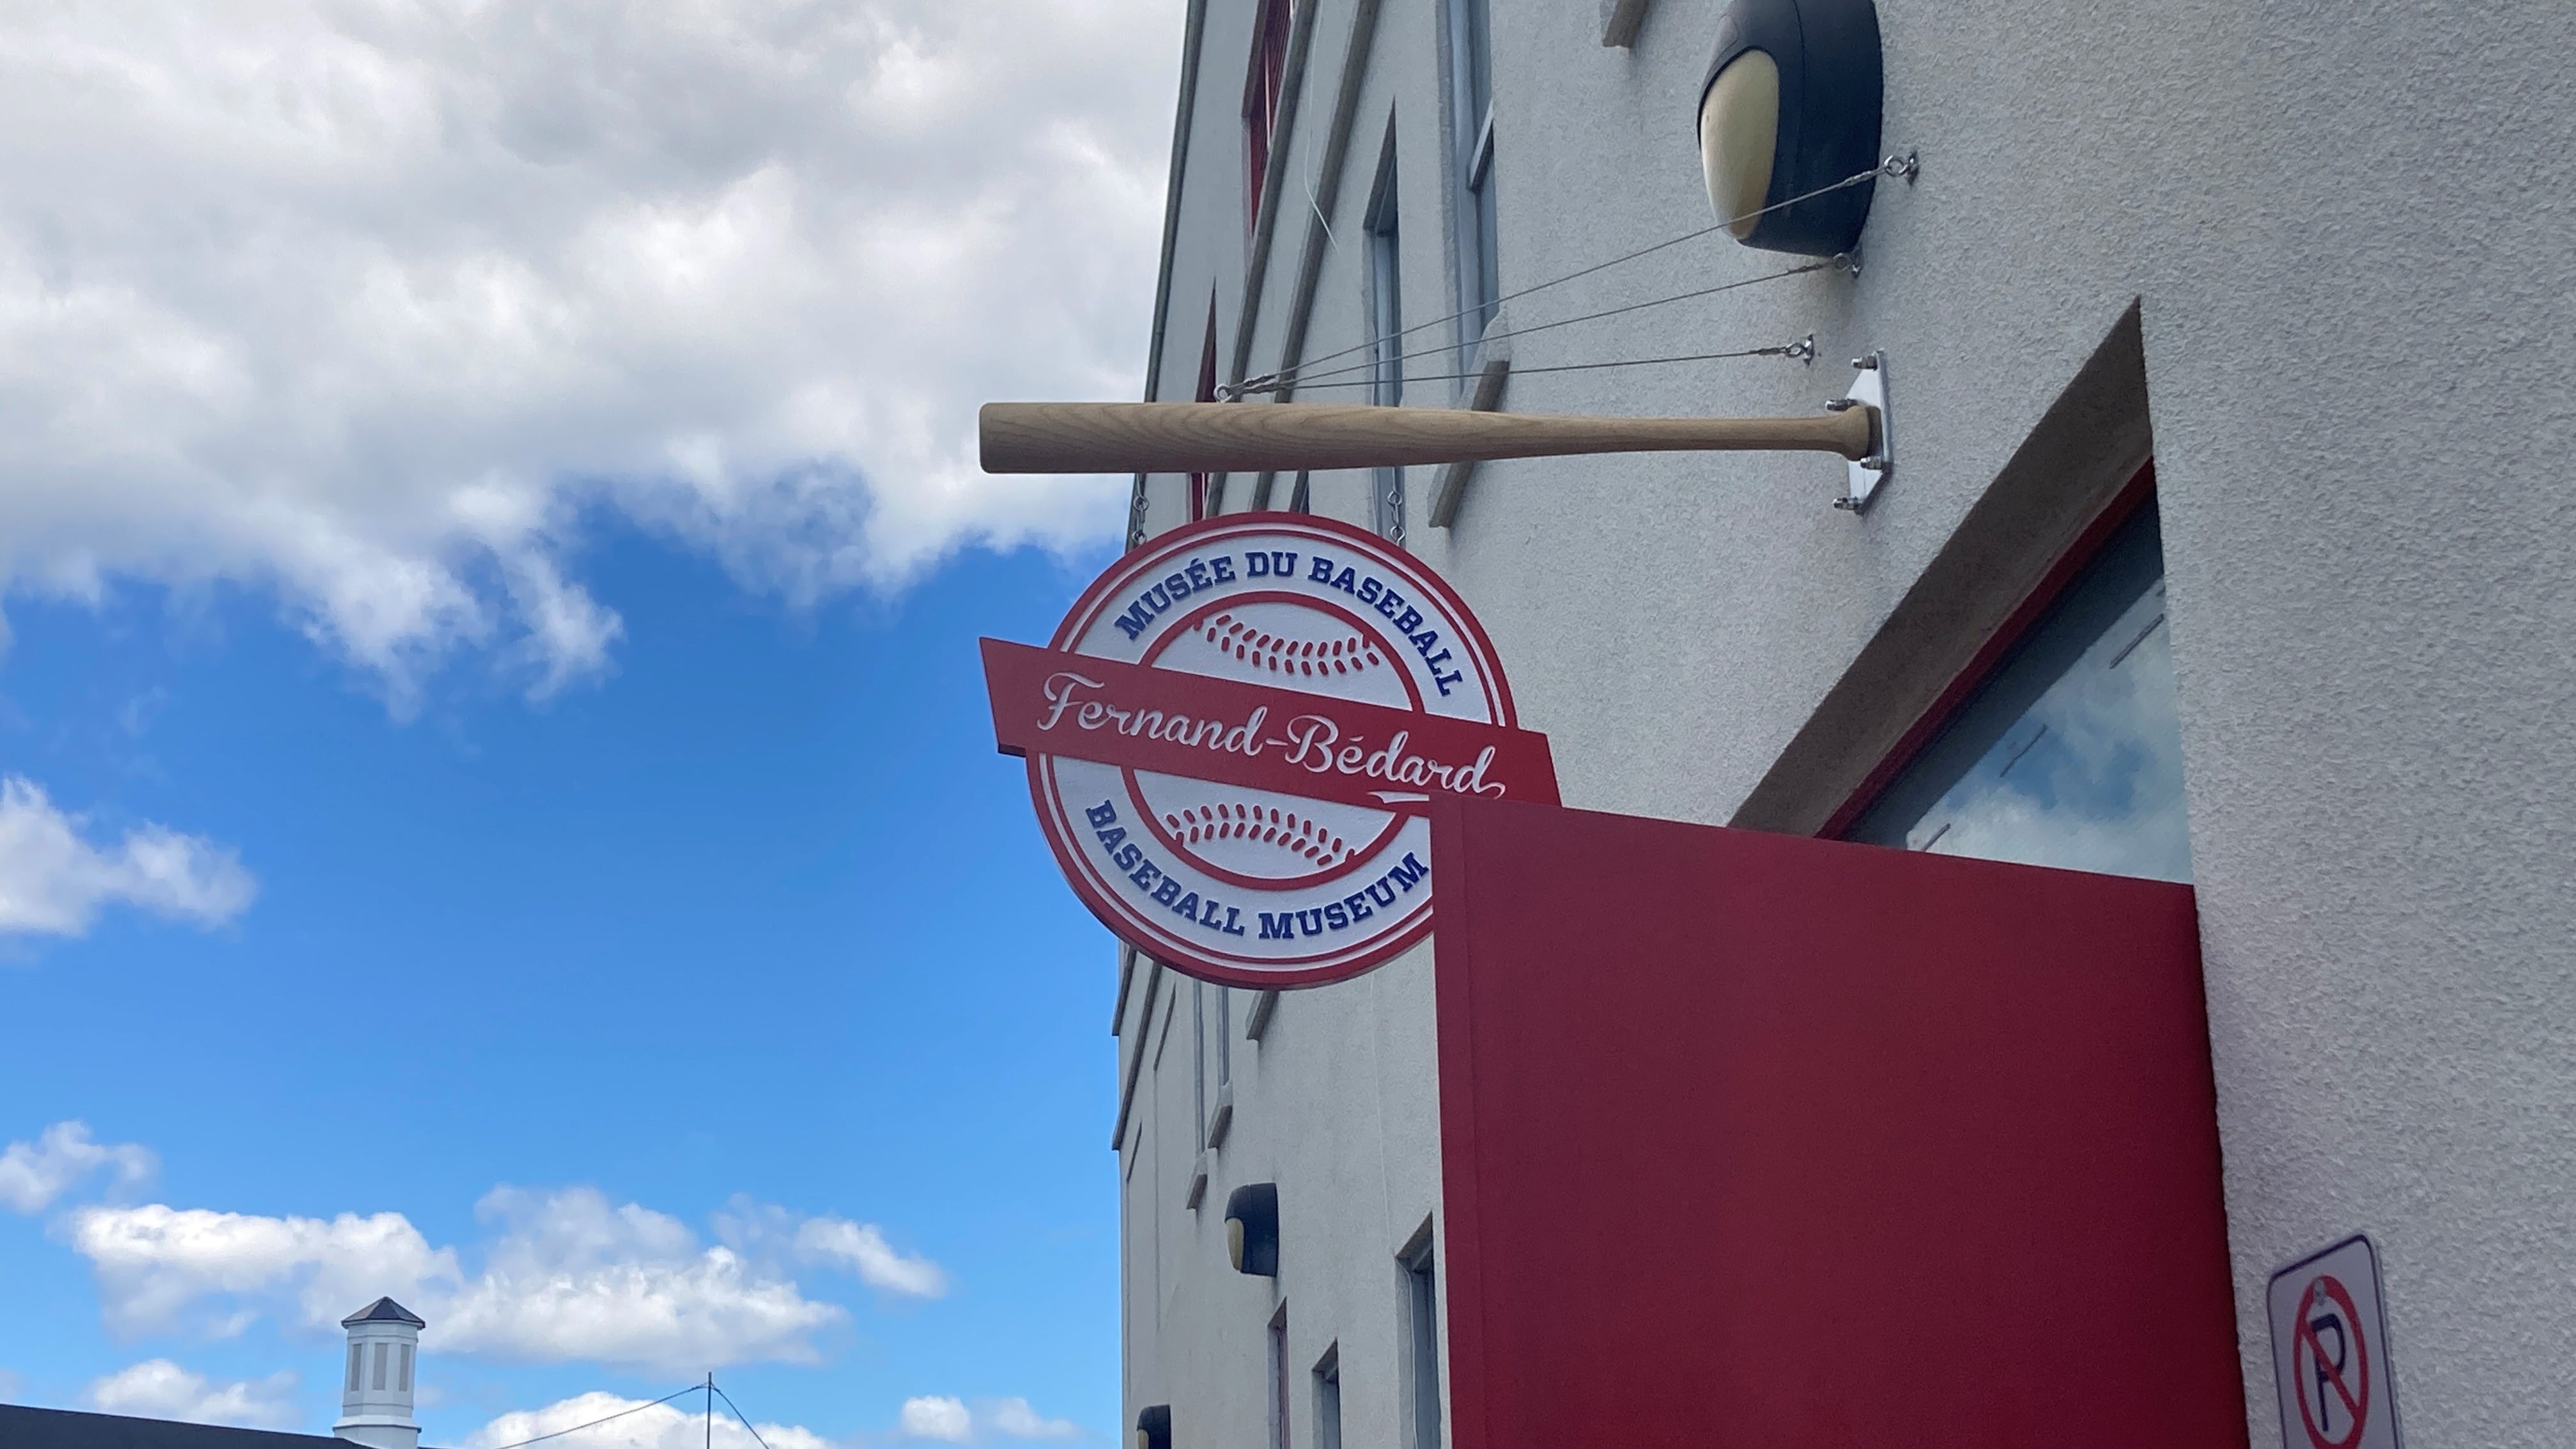 MUSÉE DU BASEBALL
Fernand-Bédard
BASEBALL MUSEUM
P